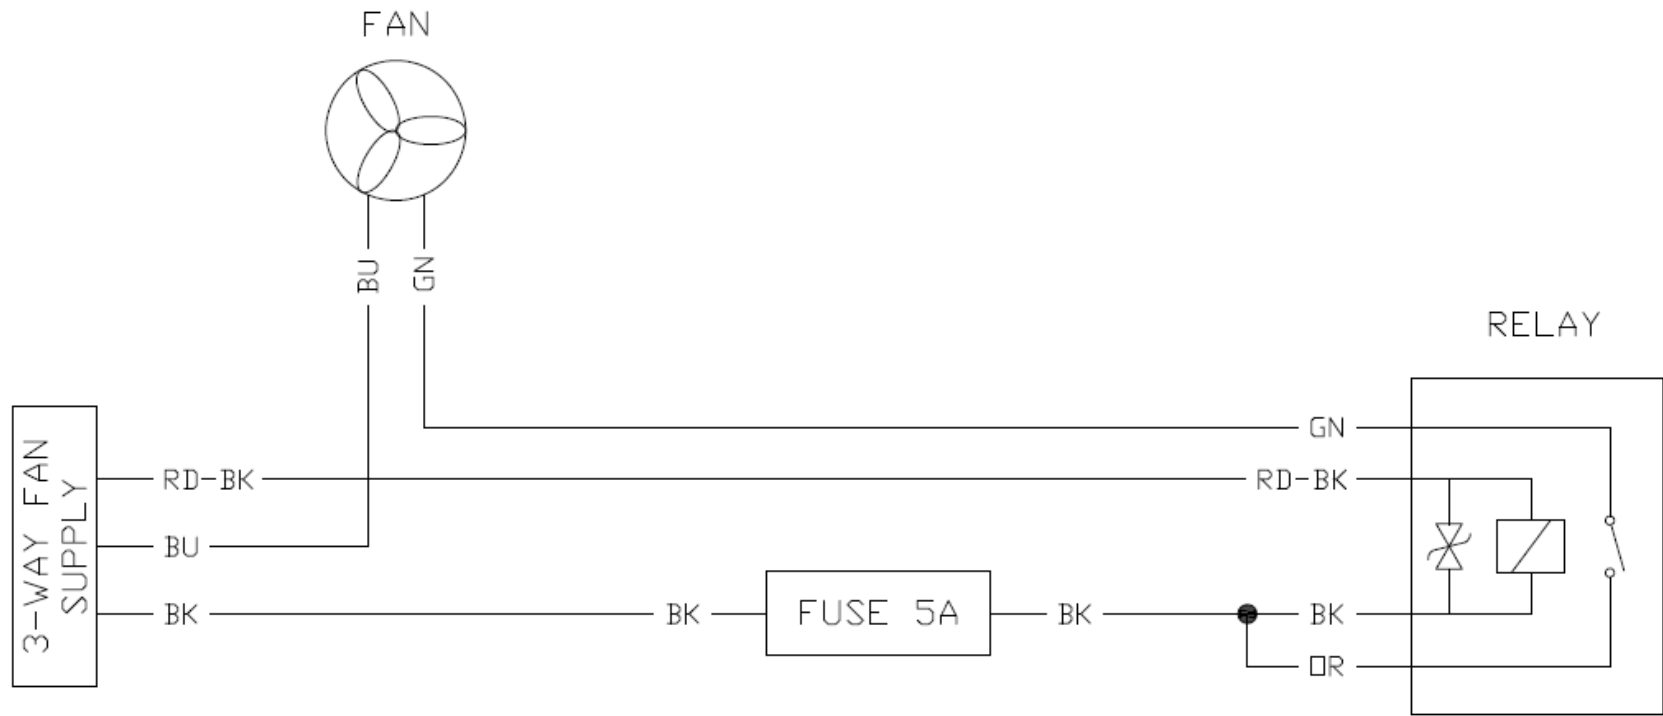 FAN
BU GN
RELAY
GN
RD-BK RD-BK
3-WAY FAN
SUPPLY
BU
BK BK FUSE 5A BK BK
OR